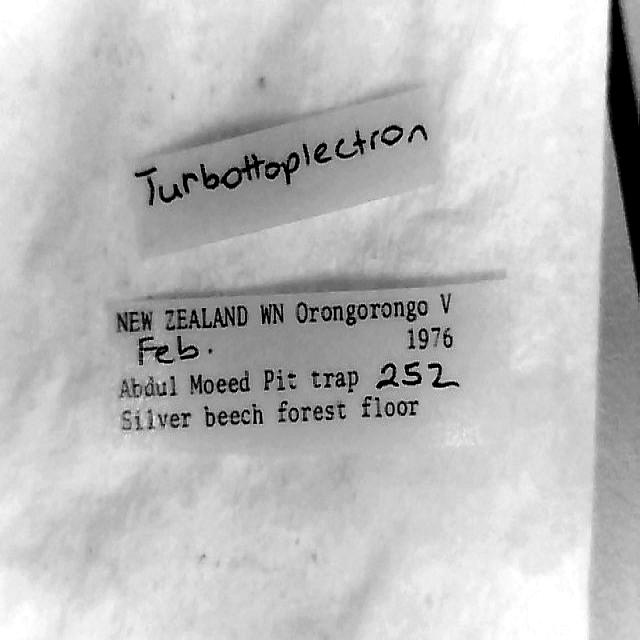 Turbottoplectron
NEW ZEALAND WN Orongorongo V
Feb. 1976
Abdul Moeed Pit trap 252
Silver beech forest floor